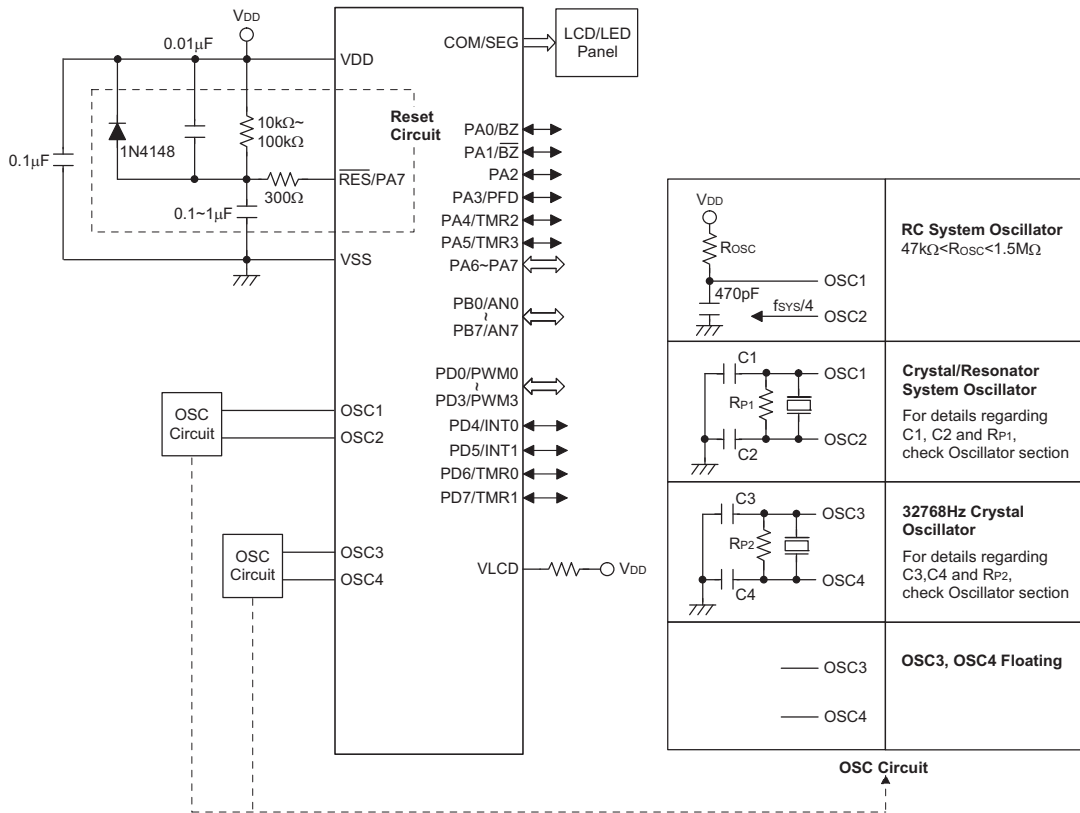 VDD
0.01μF
VDD
COM/SEG
LCD/LED
Panel
10kΩ~
100kΩ
Reset
Circuit
1N4148
0.1μF
RES/PA7
300Ω
0.1~1μF
VSS
PA0/BZ
PA1/BZ
PA2
PA3/PFD
PA4/TMR2
PA5/TMR3
PA6~PA7
PB0/AN0
~
PB7/AN7
PD0/PWM0
~
PD3/PWM3
PD4/INT0
PD5/INT1
PD6/TMR0
PD7/TMR1
OSC
Circuit
OSC1
OSC2
OSC
Circuit
OSC3
OSC4
VLCD
VDD
VDD
ROSC
OSC1
470pF
fSYS/4
OSC2
RC System Oscillator
47kΩ<ROSC<1.5MΩ
C1
OSC1
RP1
OSC2
C2
Crystal/Resonator
System Oscillator
For details regarding
C1, C2 and RP1,
check Oscillator section
C3
OSC3
RP2
OSC4
C4
32768Hz Crystal
Oscillator
For details regarding
C3,C4 and RP2,
check Oscillator section
OSC3
OSC4
OSC3, OSC4 Floating
OSC Circuit